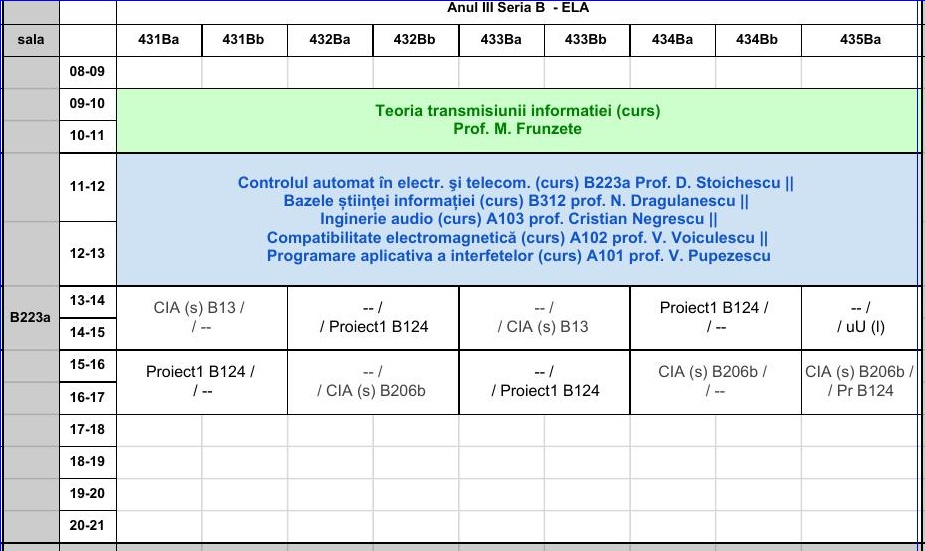 Anul III Seria B - ELA
sala 431Ba 431Bb 432Ba 432Bb 433Ba 433Bb 434Ba 434Bb 435Ba
08-09
09-10
Teoria transmisiunii informatiei (curs)
Prof. M. Frunzete
10-11
11-12
Controlul automat în electr. şi telecom. (curs) B223a Prof. D. Stoichescu ||
Bazele științei informației (curs) B312 prof. N. Dragulanescu ||
Inginerie audio (curs) A103 prof. Cristian Negrescu ||
Compatibilitate electromagnetică (curs) A102 prof. V. Voiculescu ||
Programare aplicativa a interfetelor (curs) A101 prof. V. Pupezescu
12-13
B223a
13-14
CIA (s) B13 / -- / -- / Proiect1 B124 / -- /
/ -- / Proiect1 B124 / CIA (s) B13 / -- / uU (l)
14-15
15-16
Proiect1 B124 / -- / -- / CIA (s) B206b / CIA (s) B206b /
/ -- / CIA (s) B206b / Proiect1 B124 / -- / Pr B124
16-17
17-18
18-19
19-20
20-21